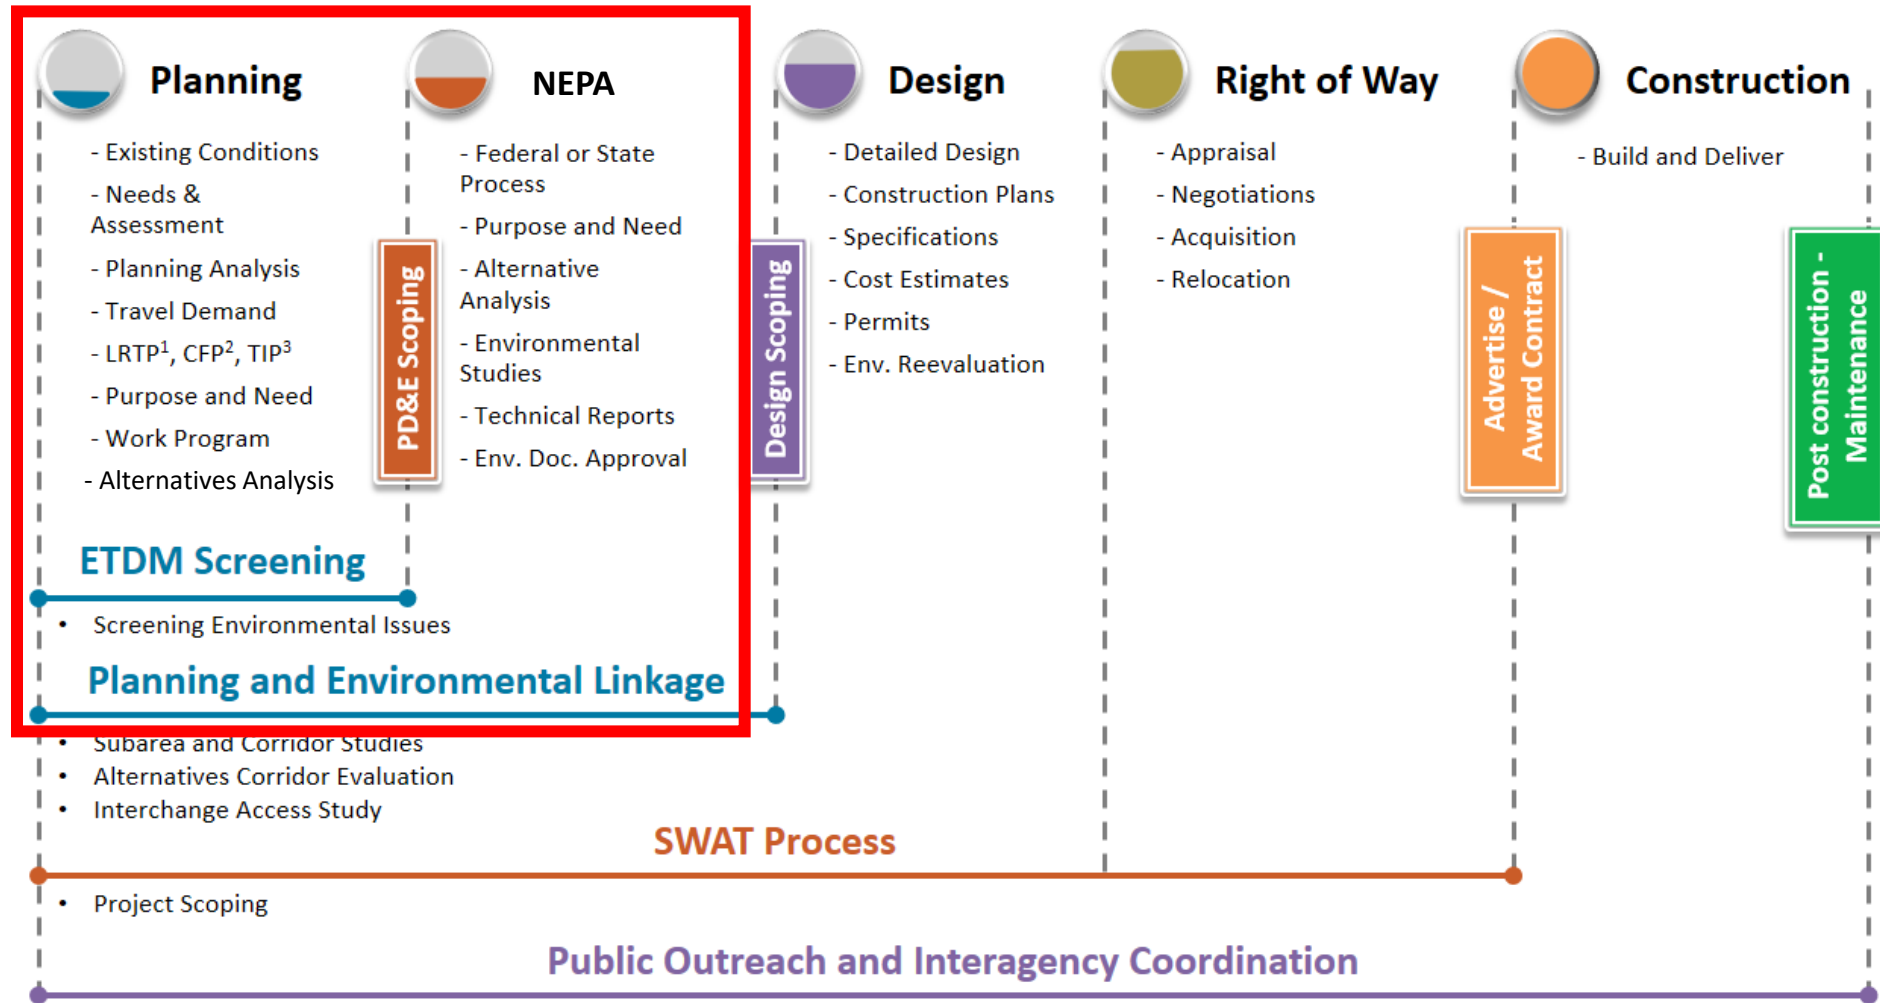 Planning
- Existing Conditions
- Needs &
Assessment
- Planning Analysis
- Travel Demand
- LRTP¹, CFP², TIP³
- Purpose and Need
- Work Program
- Alternatives Analysis
PD&E Scoping
NEPA
- Federal or State
Process
- Purpose and Need
- Alternative
Analysis
- Environmental
Studies
- Technical Reports
- Env. Doc. Approval
Design Scoping
Design
- Detailed Design
- Construction Plans
- Specifications
- Cost Estimates
- Permits
- Env. Reevaluation
Right of Way
- Appraisal
- Negotiations
- Acquisition
- Relocation
Advertise /
Award Contract
Construction
- Build and Deliver
Post construction -
Maintenance
ETDM Screening
• Screening Environmental Issues
Planning and Environmental Linkage
• Subarea and Corridor Studies
• Alternatives Corridor Evaluation
• Interchange Access Study
SWAT Process
• Project Scoping
Public Outreach and Interagency Coordination